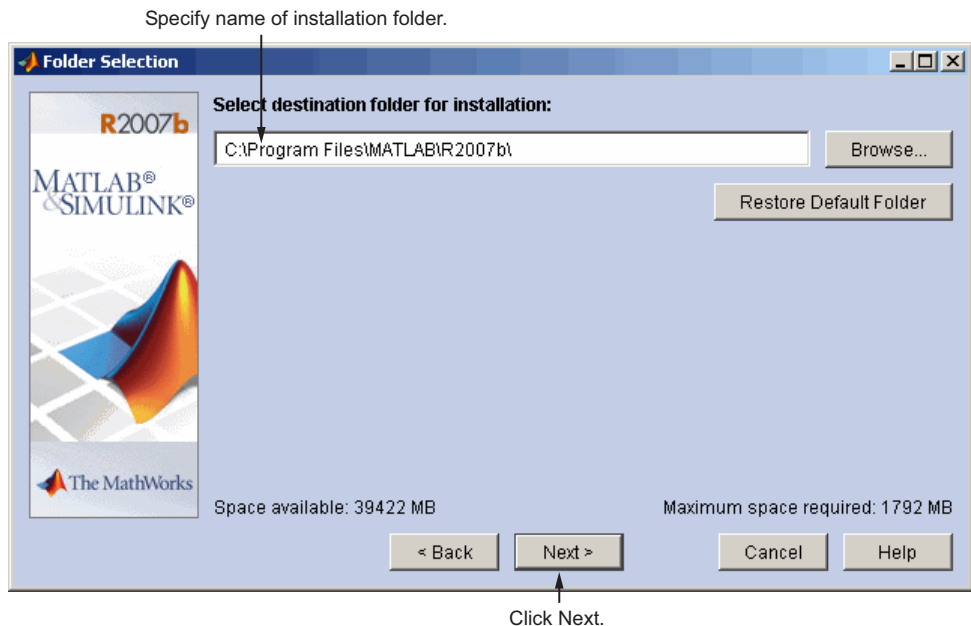 Specify name of installation folder.
Folder Selection
R2007b
MATLAB®
&SIMULINK®
The MathWorks
Select destination folder for installation:
C:\Program Files\MATLAB\R2007b\
Browse...
Restore Default Folder
Space available: 39422 MB
Maximum space required: 1792 MB
< Back
Next >
Cancel
Help
Click Next.